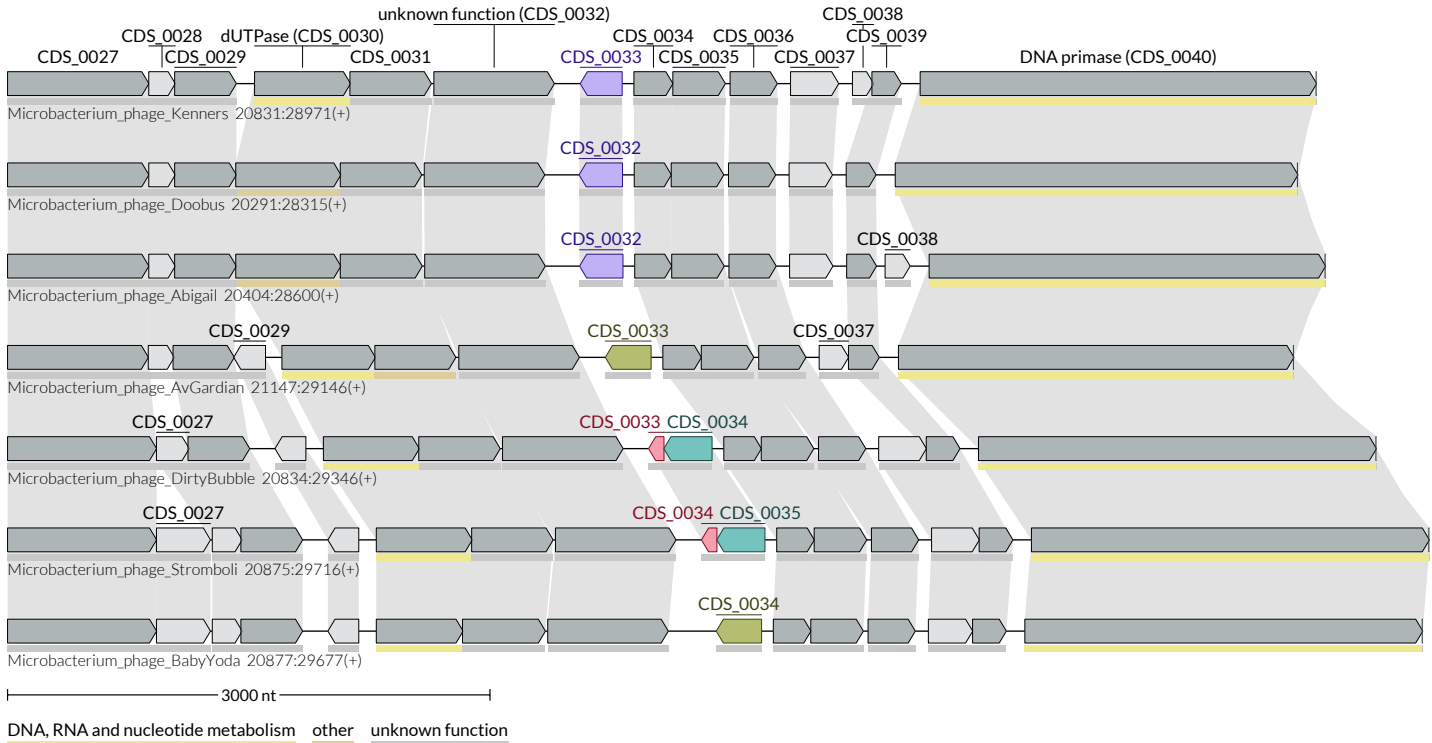 unknown function (CDS_0032) CDS_0038
CDS_0028 dUTPase (CDS_0030) CDS_0034 CDS_0036 CDS_0039
CDS_0027 CDS_0029 CDS_0031 CDS_0033 CDS_0035 CDS_0037 DNA primase (CDS_0040)
Microbacterium_phage_Kenners 20831:28971(+)
CDS_0032
Microbacterium_phage_Doobus 20291:28315(+)
CDS_0032 CDS_0038
Microbacterium_phage_Abigail 20404:28600(+)
CDS_0029 CDS_0033 CDS_0037
Microbacterium_phage_AvGardian 21147:29146(+)
CDS_0027 CDS_0033 CDS_0034
Microbacterium_phage_DirtyBubble 20834:29346(+)
CDS_0027 CDS_0034 CDS_0035
Microbacterium_phage_Stromboli 20875:29716(+)
CDS_0034
Microbacterium_phage_BabyYoda 20877:29677(+)
3000 nt
DNA, RNA and nucleotide metabolism other unknown function